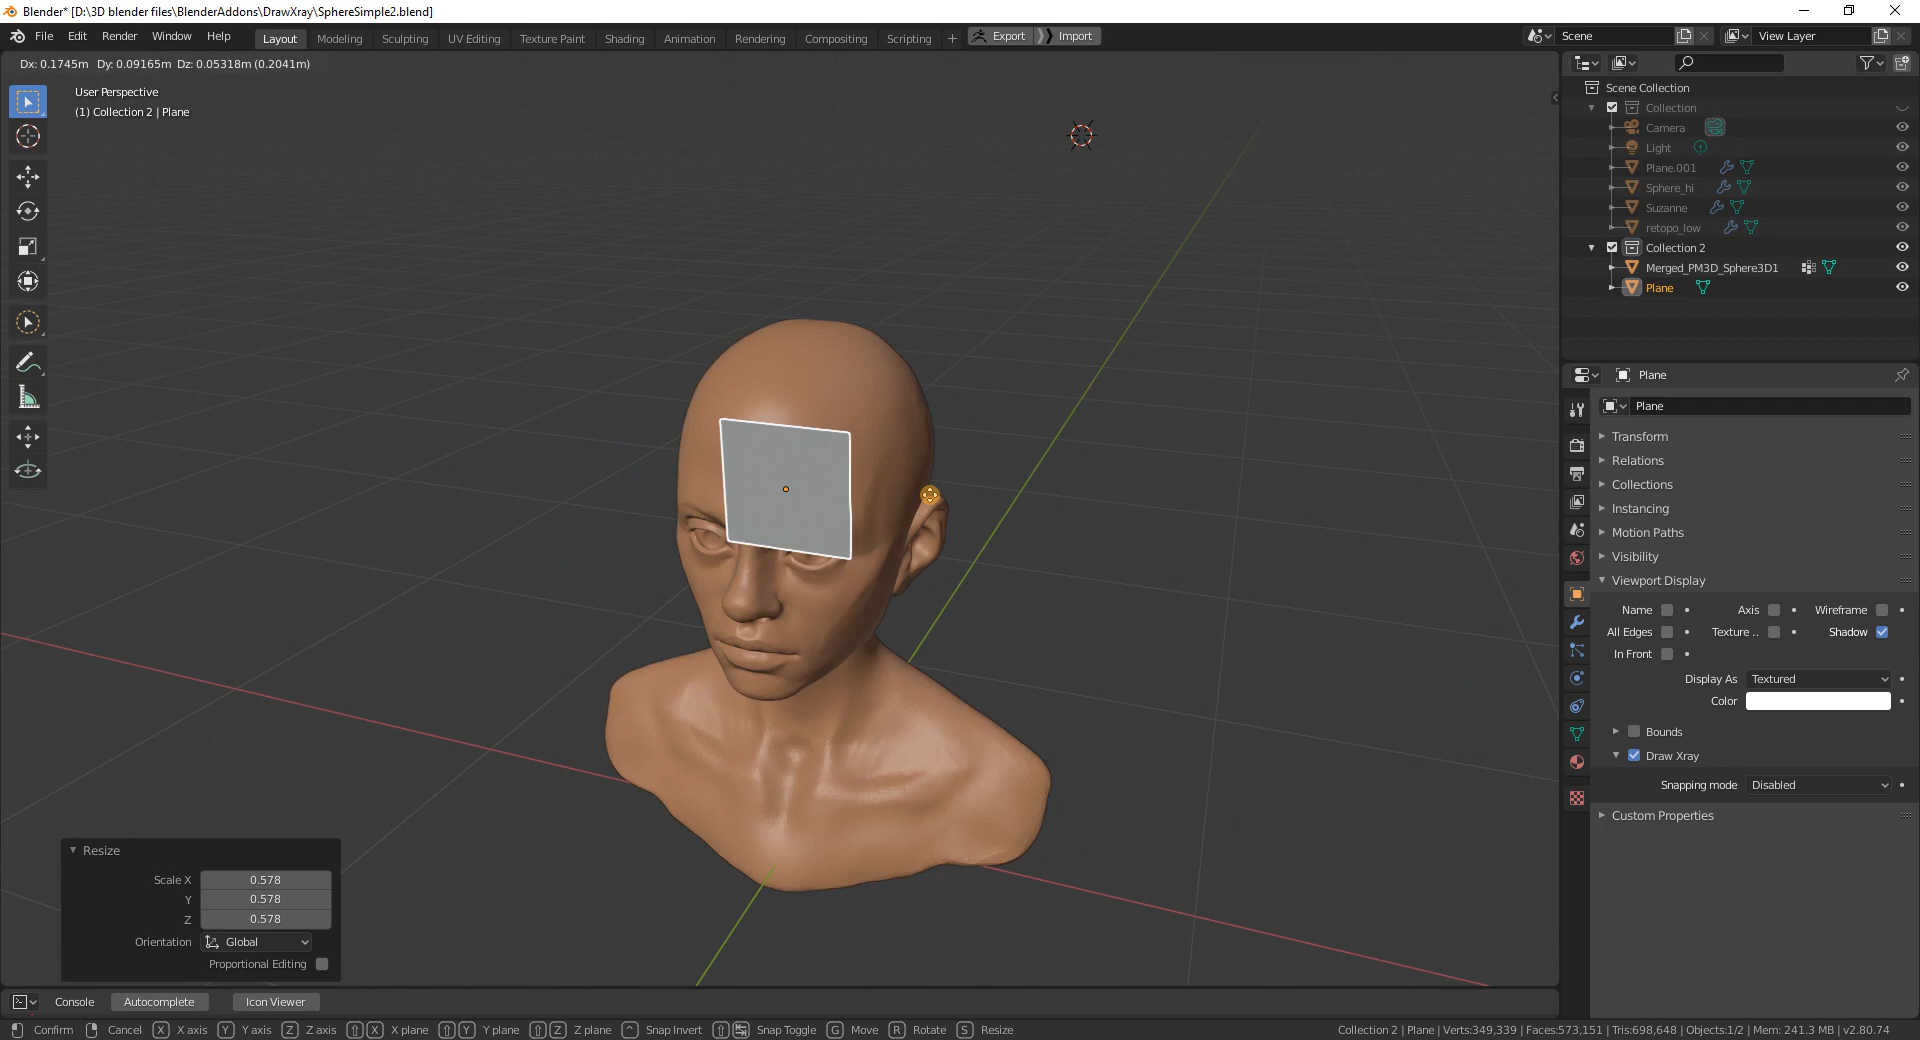 Blender* [D:\3D blender files\BlenderAddons\DrawXray\SphereSimple2.blend]
File Edit Render Window Help Layout Modeling Sculpting UV Editing Texture Paint Shading Animation Rendering Compositing Scripting + Export Import Scene View Layer
Dx: 0.1745m Dy: 0.09165m Dz: 0.05318m (0.2041m)
User Perspective
(1) Collection 2 | Plane
Scene Collection
Collection
Camera
Light
Plane.001
Sphere_hi
Suzanne
retopo_low
Collection 2
Merged_PM3D_Sphere3D1
Plane
Plane
Plane
Transform
Relations
Collections
Instancing
Motion Paths
Visibility
Viewport Display
Name Axis Wireframe
All Edges Texture .. Shadow
In Front
Display As Textured
Color
Bounds
Draw Xray
Snapping mode Disabled
Custom Properties
Resize
Scale X 0.578
Y 0.578
Z 0.578
Orientation Global
Proportional Editing
Console Autocomplete Icon Viewer
Confirm Cancel X X axis Y Y axis Z Z axis X X plane Y Y plane Z Z plane ^ Snap Invert Snap Toggle G Move R Rotate S Resize
Collection 2 | Plane | Verts:349,339 | Faces:573,151 | Tris:698,648 | Objects:1/2 | Mem: 241.3 MB | v2.80.74